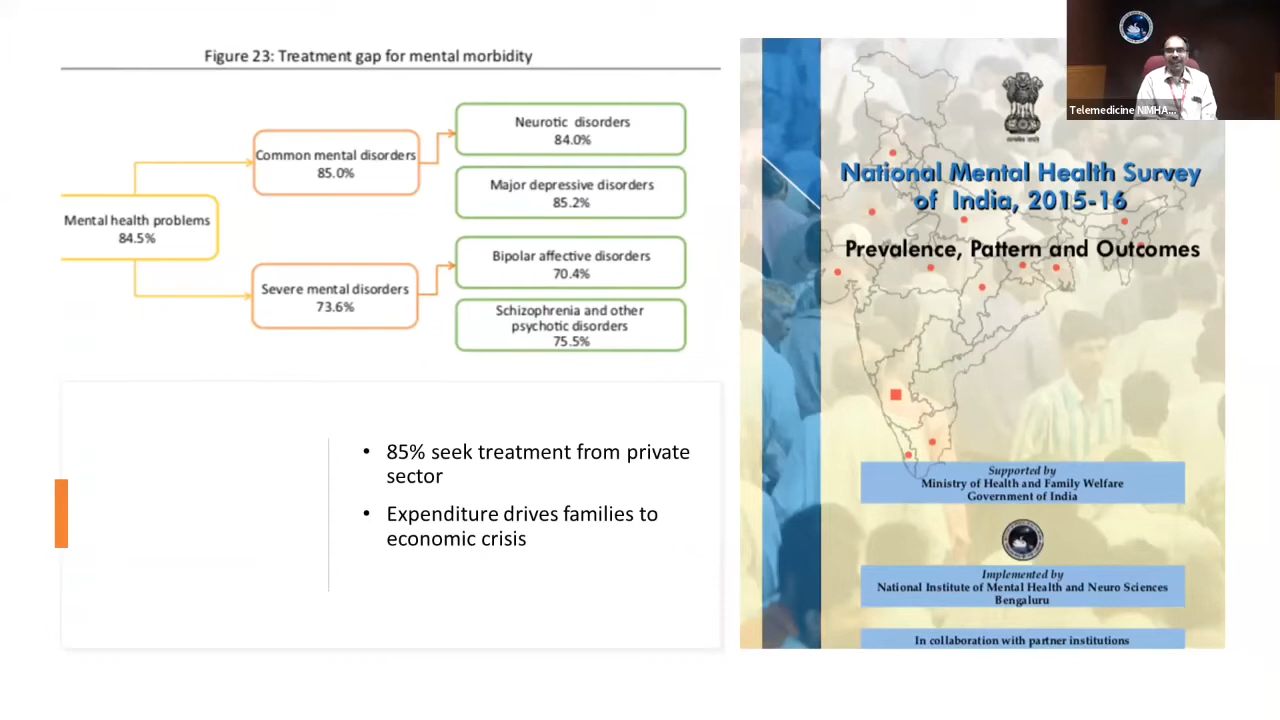 Figure 23: Treatment gap for mental morbidity
Mental health problems
84.5%
Common mental disorders
85.0%
Severe mental disorders
73.6%
Neurotic disorders
84.0%
Major depressive disorders
85.2%
Bipolar affective disorders
70.4%
Schizophrenia and other
psychotic disorders
75.5%
• 85% seek treatment from private
sector
• Expenditure drives families to
economic crisis
Telemedicine NIMHA...
National Mental Health Survey
of India, 2015-16
Prevalence, Pattern and Outcomes
Supported by
Ministry of Health and Family Welfare
Government of India
Implemented by
National Institute of Mental Health and Neuro Sciences
Bengaluru
In collaboration with partner institutions